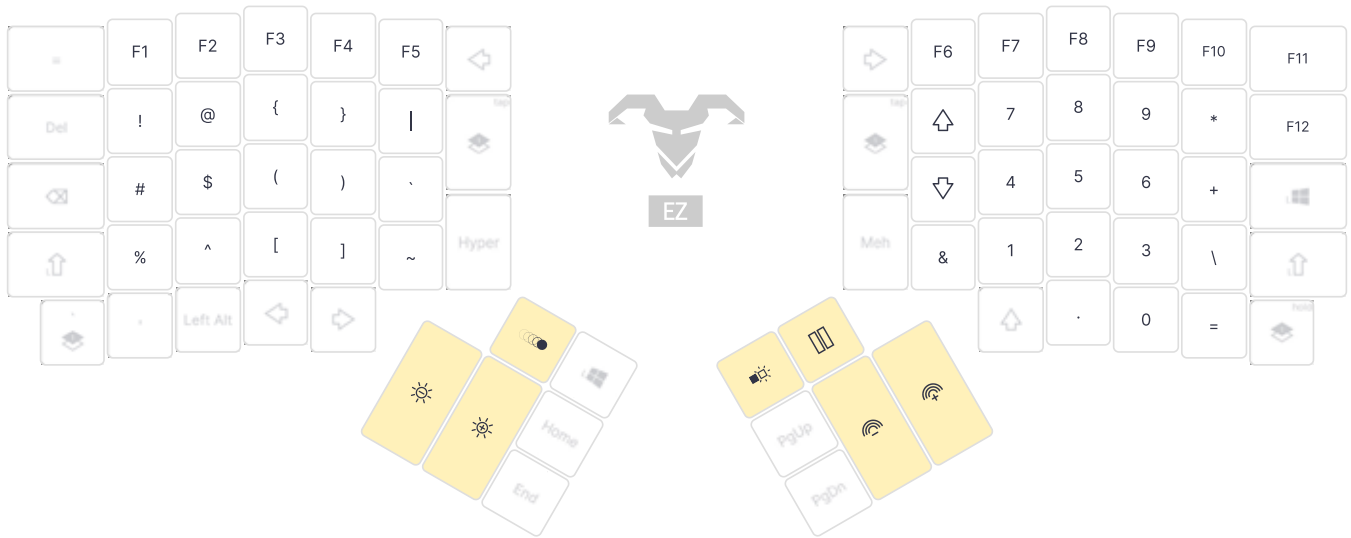 = F1 F2 F3 F4 F5 F6 F7 F8 F9 F10 F11
Del ! @ { } | tap tap 7 8 9 * F12
# $ ( ) ` 4 5 6 +
EZ
% ^ [ ] ~ Hyper Meh & 1 2 3 \
' Left Alt . 0 = hold
Home PgUp
End PgDn